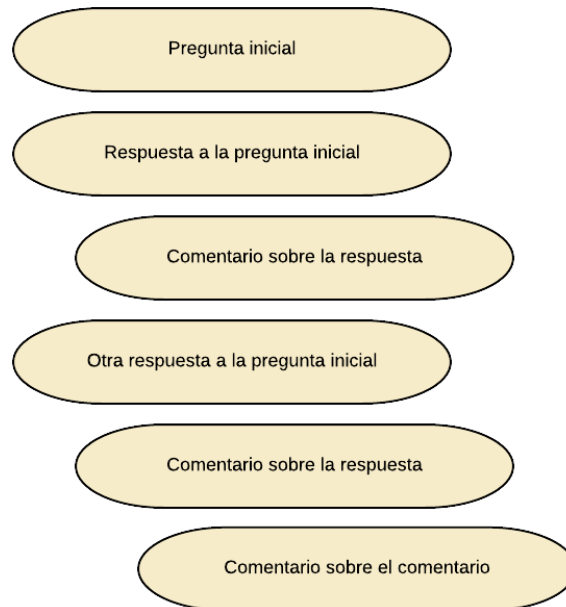 Pregunta inicial
Respuesta a la pregunta inicial
Comentario sobre la respuesta
Otra respuesta a la pregunta inicial
Comentario sobre la respuesta
Comentario sobre el comentario